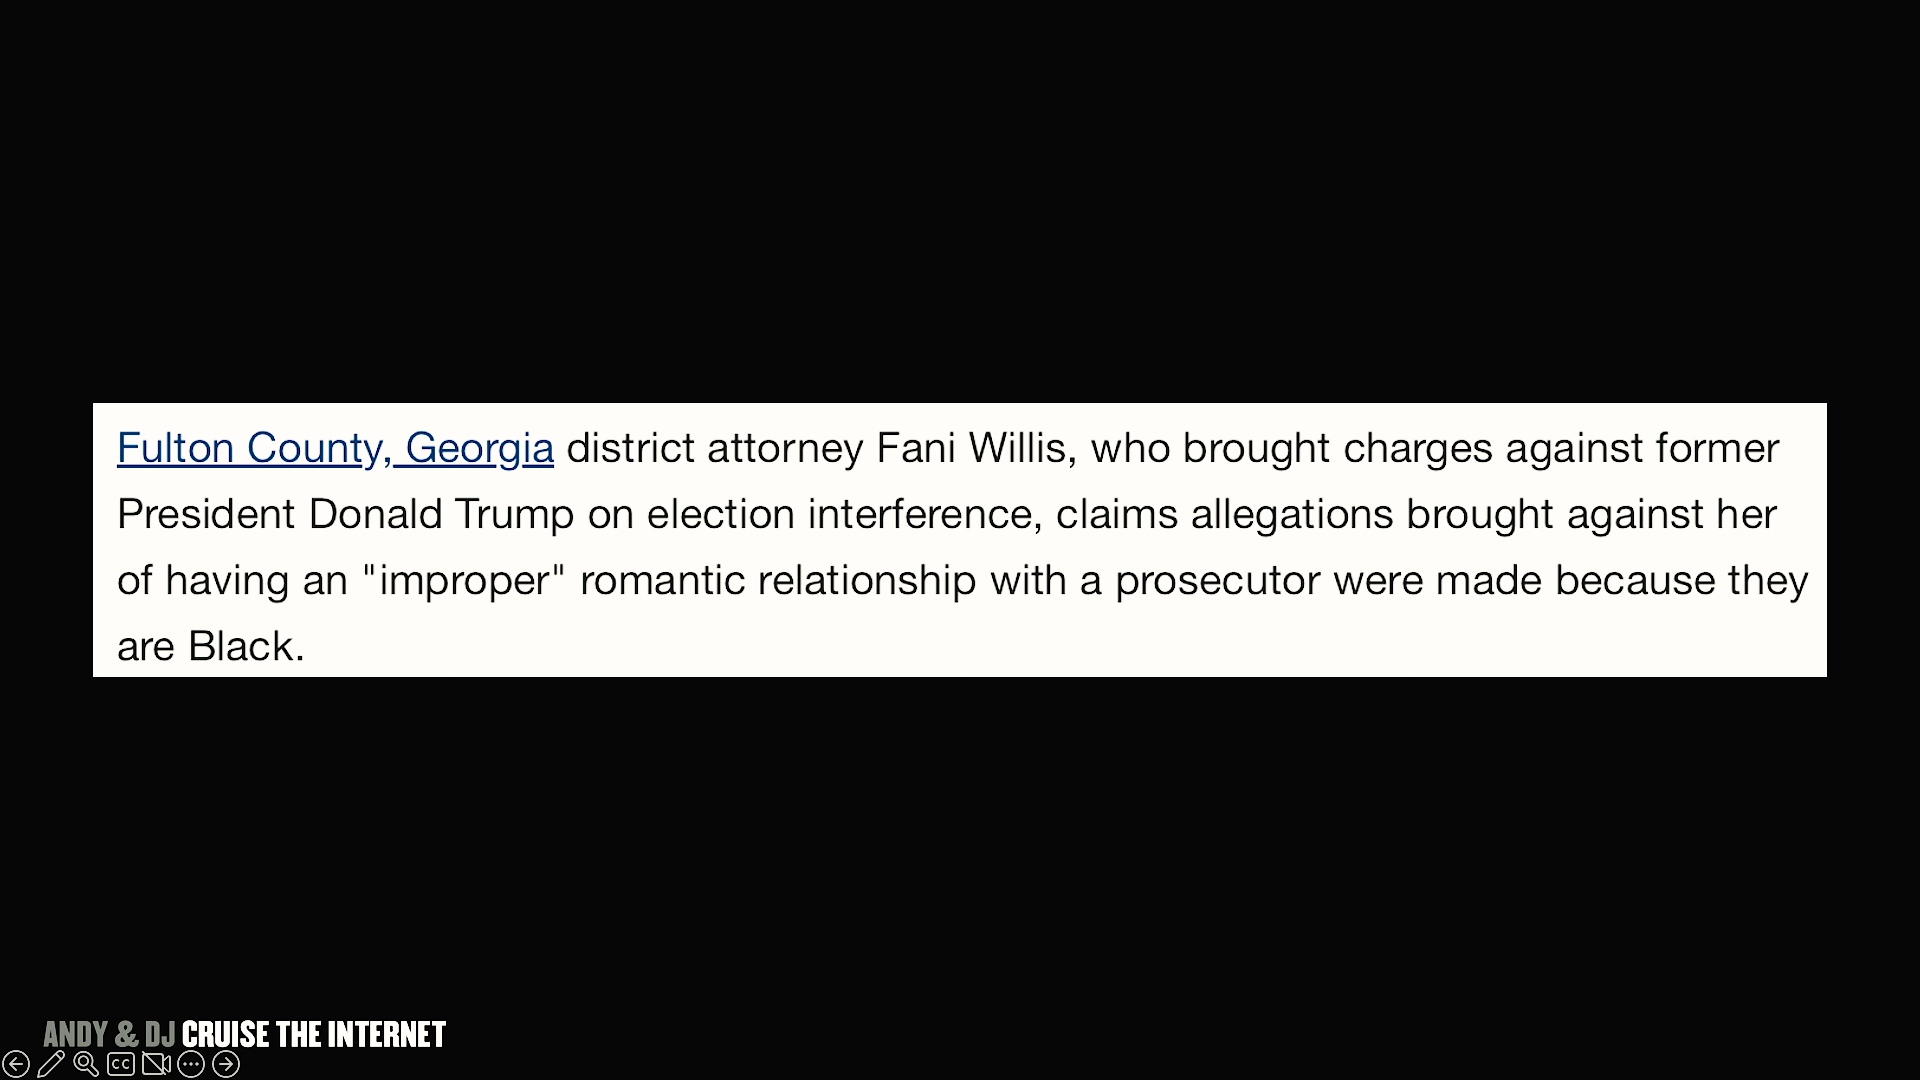 Fulton County, Georgia district attorney Fani Willis, who brought charges against former
President Donald Trump on election interference, claims allegations brought against her
of having an "improper" romantic relationship with a prosecutor were made because they
are Black.
ANDY & DJ CRUISE THE INTERNET
CC